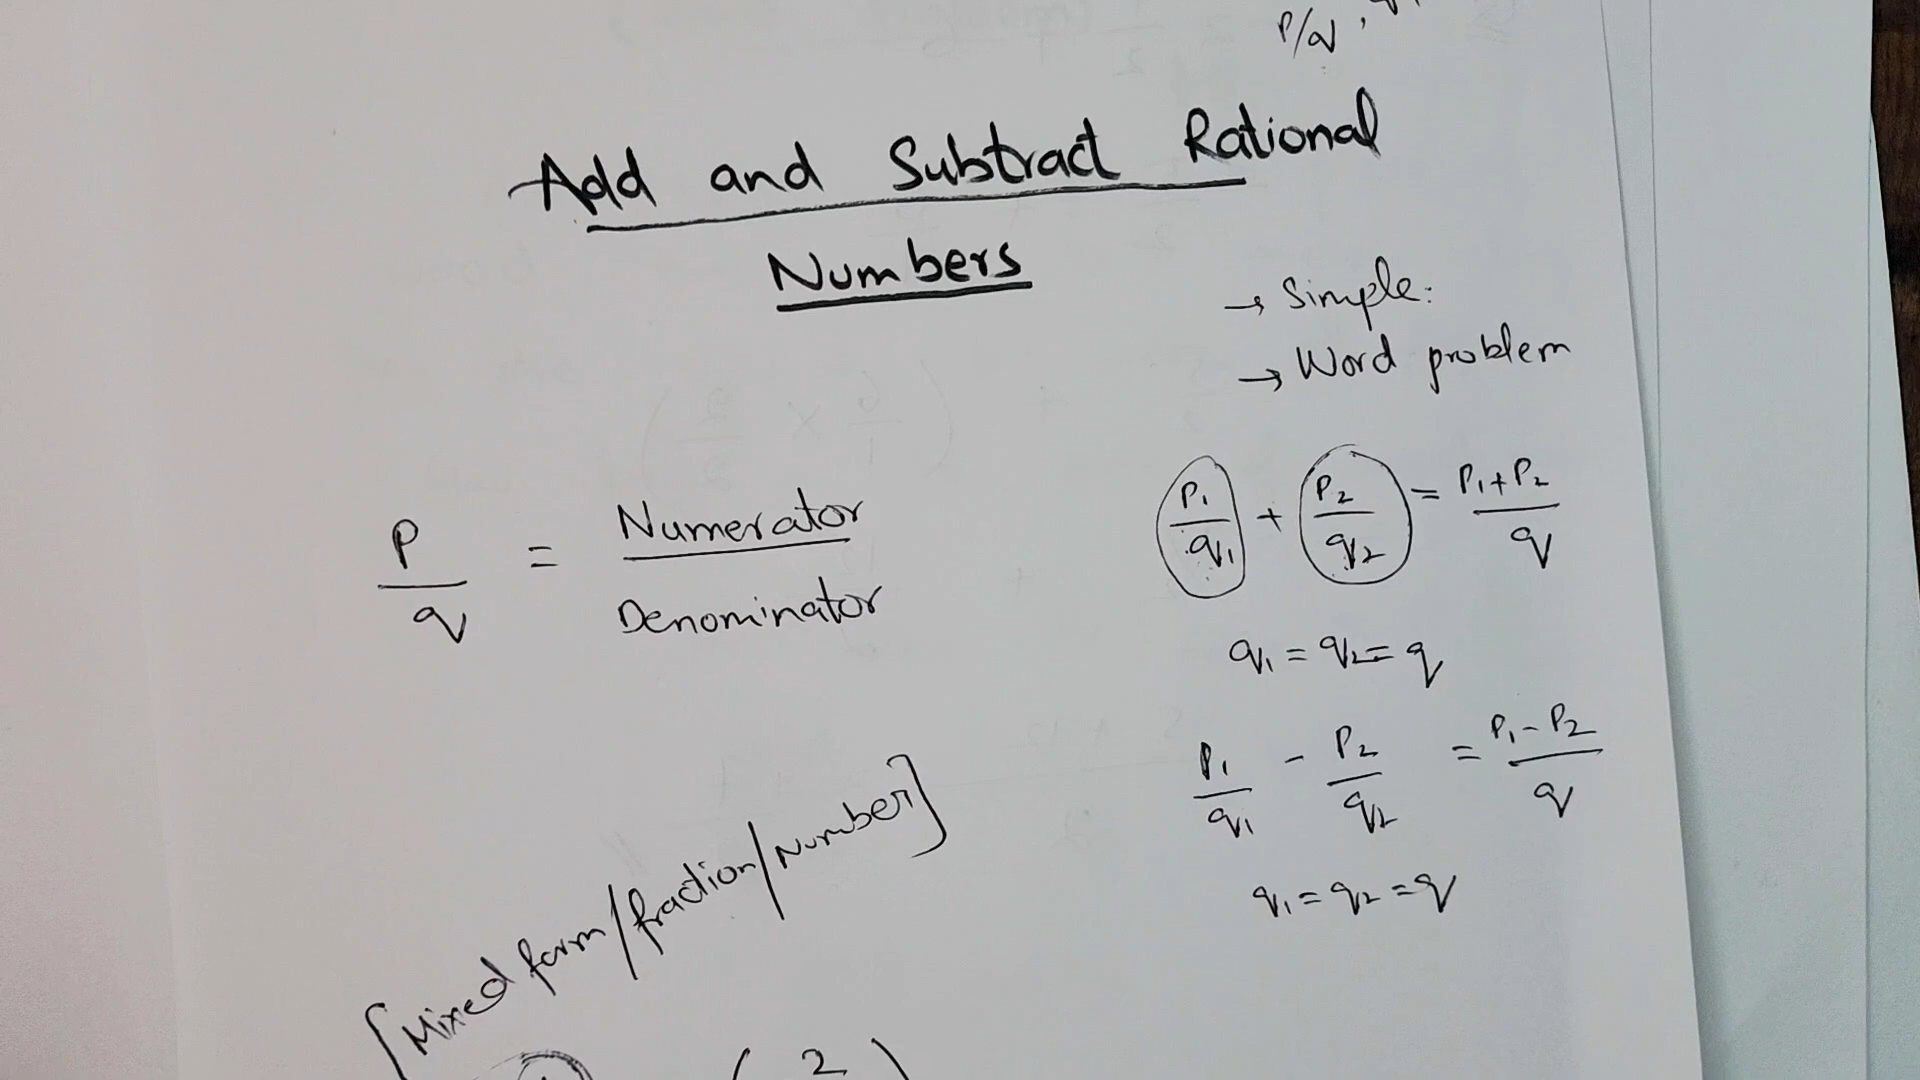 P/q,
Add and Subtract Rational
Numbers
→ Simple:
→ Word problem
P/q = Numerator/Denominator
P₁/q₁ + P₂/q₂ = P₁+P₂/q
q₁ = q₂ = q
P₁/q₁ - P₂/q₂ = P₁-P₂/q
q₁ = q₂ = q
[Mixed form/fraction/Number]
( 2 )